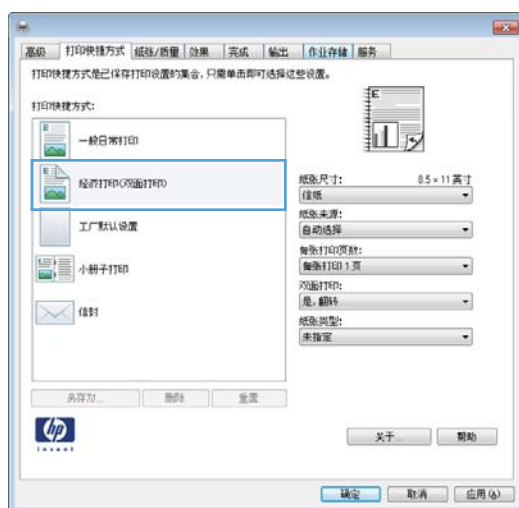 高级 打印快捷方式 纸张/质量 效果 完成 输出 作业存储 服务
打印快捷方式是已保存打印设置的集合,只需单击即可选择这些设置。
打印快捷方式:
一般日常打印
经济打印(双面打印)
工厂默认设置
小册子打印
信封
另存为... 删除 重置
E
纸张尺寸: 8.5 × 11 英寸
信纸
纸张来源:
自动选择
每张打印页数:
每张打印 1 页
双面打印:
是, 翻转
纸张类型:
未指定
hp
invent
关于... 帮助
确定 取消 应用(A)